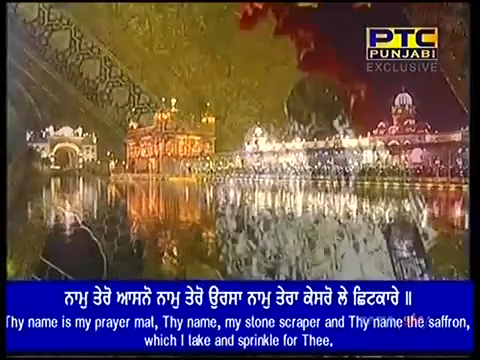 PTC
PUNJABI
EXCLUSIVE
ਨਾਮੁ ਤੇਰੋ ਆਸਨੋ ਨਾਮੁ ਤੇਰੋ ਉਰਸਾ ਨਾਮੁ ਤੇਰਾ ਕੇਸਰੋ ਲੇ ਛਿਟਕਾਰੇ ॥
Thy name is my prayer mat, Thy name, my stone scraper and Thy name the saffron,
which I lake and sprinkle for Thee,